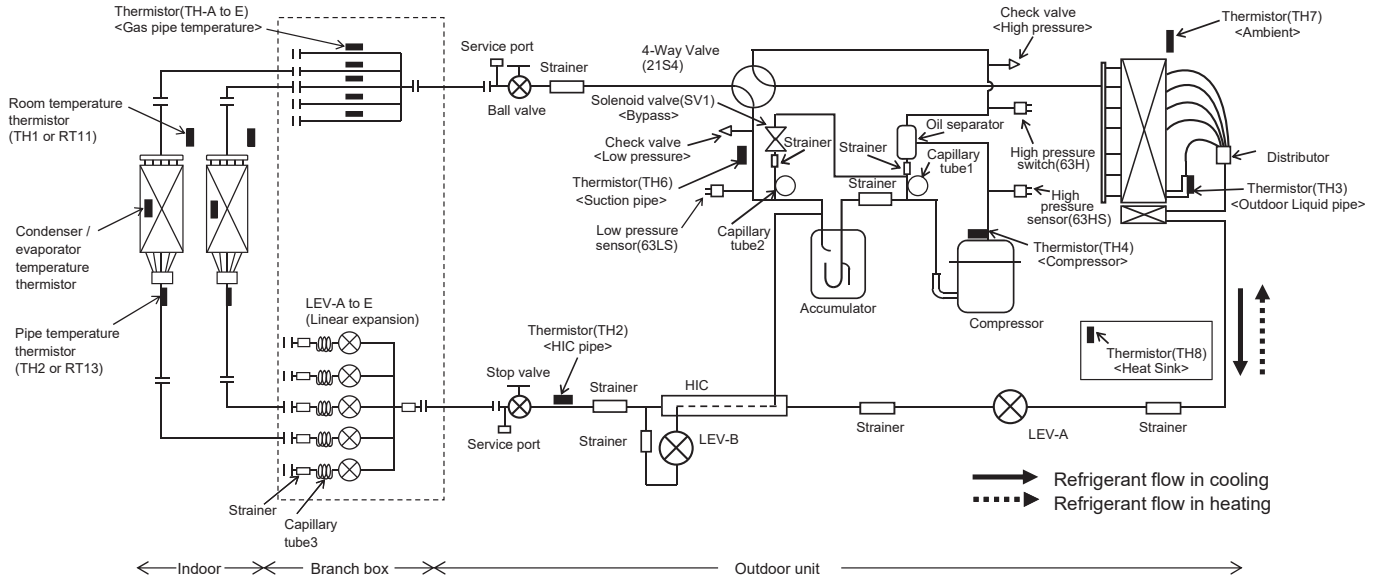 Thermistor(TH-A to E)
<Gas pipe temperature>
Room temperature
thermistor
(TH1 or RT11)
Condenser /
evaporator
temperature
thermistor
Pipe temperature
thermistor
(TH2 or RT13)
LEV-A to E
(Linear expansion)
Strainer
Capillary
tube3
Service port
Ball valve
Strainer
4-Way Valve
(21S4)
Solenoid valve(SV1)
<Bypass>
Check valve
<Low pressure>
Strainer
Thermistor(TH6)
<Suction pipe>
Low pressure
sensor(63LS)
Capillary
tube2
Strainer
Strainer
Oil separator
Capillary
tube1
Check valve
<High pressure>
High pressure
switch(63H)
High
pressure
sensor(63HS)
Thermistor(TH4)
<Compressor>
Accumulator
Compressor
Thermistor(TH7)
<Ambient>
Distributor
Thermistor(TH3)
<Outdoor Liquid pipe>
Thermistor(TH8)
<Heat Sink>
Thermistor(TH2)
<HIC pipe>
Stop valve
Service port
Strainer
Strainer
HIC
LEV-B
Strainer
LEV-A
Strainer
Refrigerant flow in cooling
Refrigerant flow in heating
Indoor
Branch box
Outdoor unit